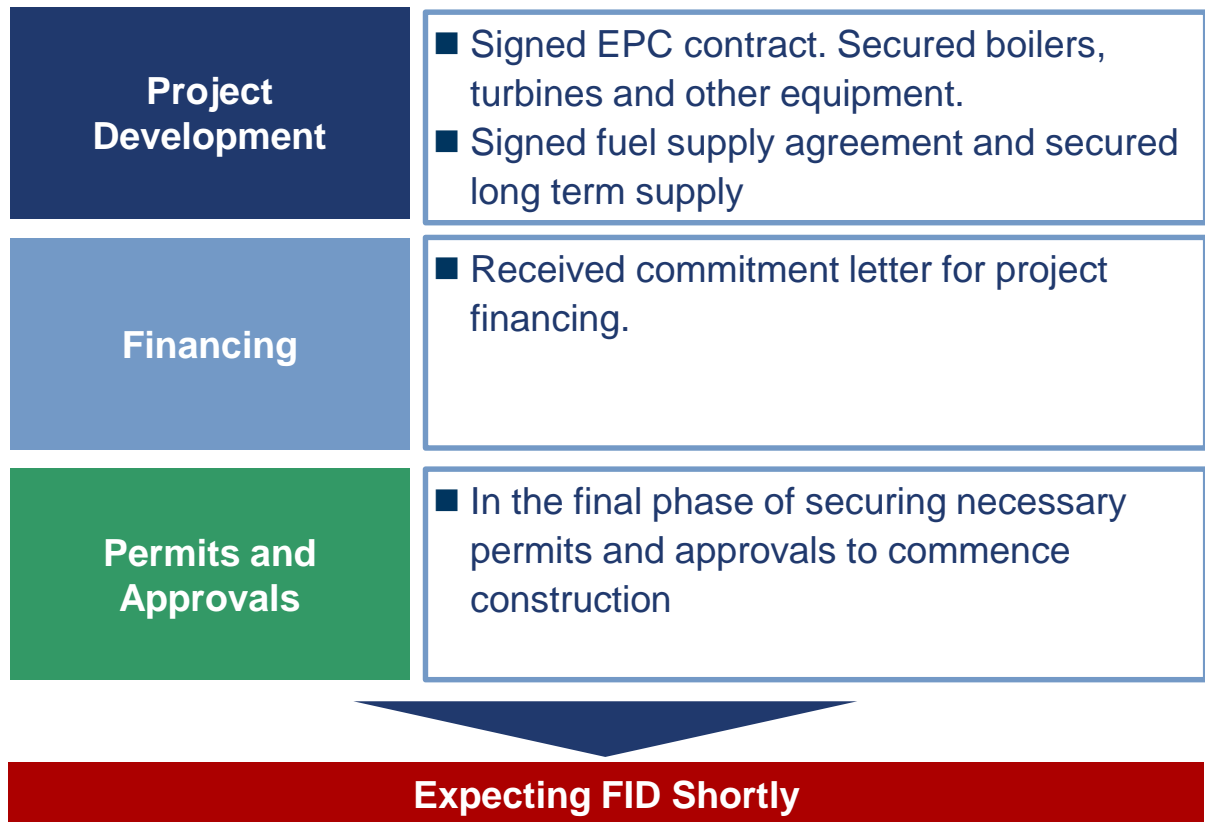 Project
Development
■ Signed EPC contract. Secured boilers,
turbines and other equipment.
■ Signed fuel supply agreement and secured
long term supply
Financing
■ Received commitment letter for project
financing.
Permits and
Approvals
■ In the final phase of securing necessary
permits and approvals to commence
construction
Expecting FID Shortly